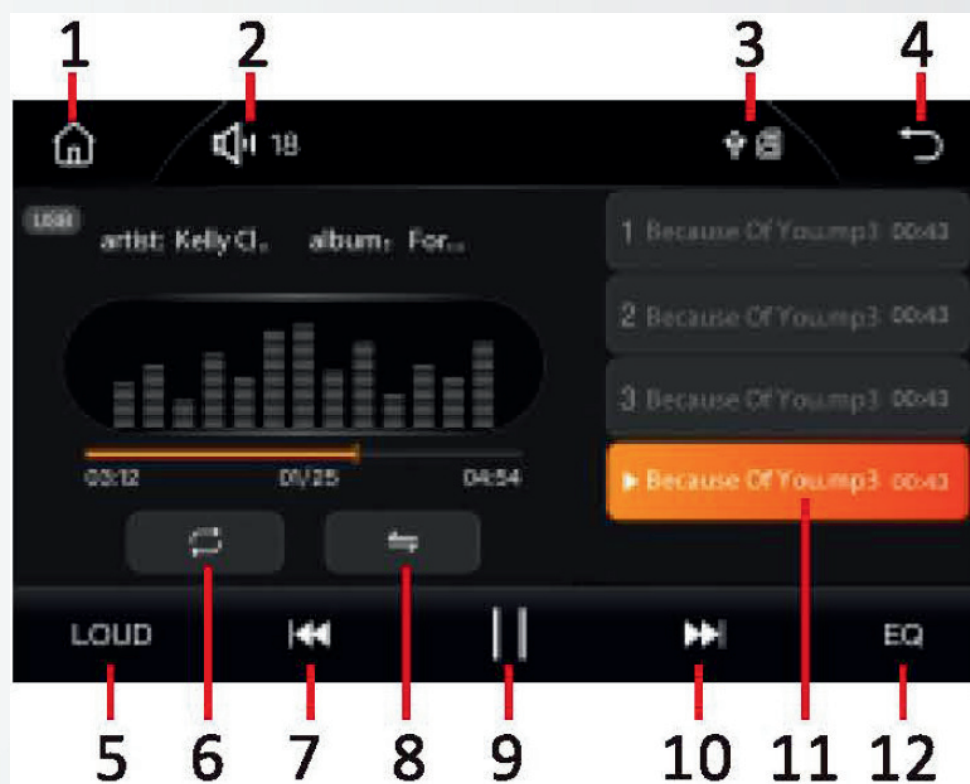 1 2 3 4
18
USB
artist: Kelly Cl. album: For...
1 Because Of You.mp3 00:43
2 Because Of You.mp3 00:43
3 Because Of You.mp3 00:43
Because Of You.mp3 00:43
03:12 01/25 04:54
LOUD EQ
5 6 7 8 9 10 11 12